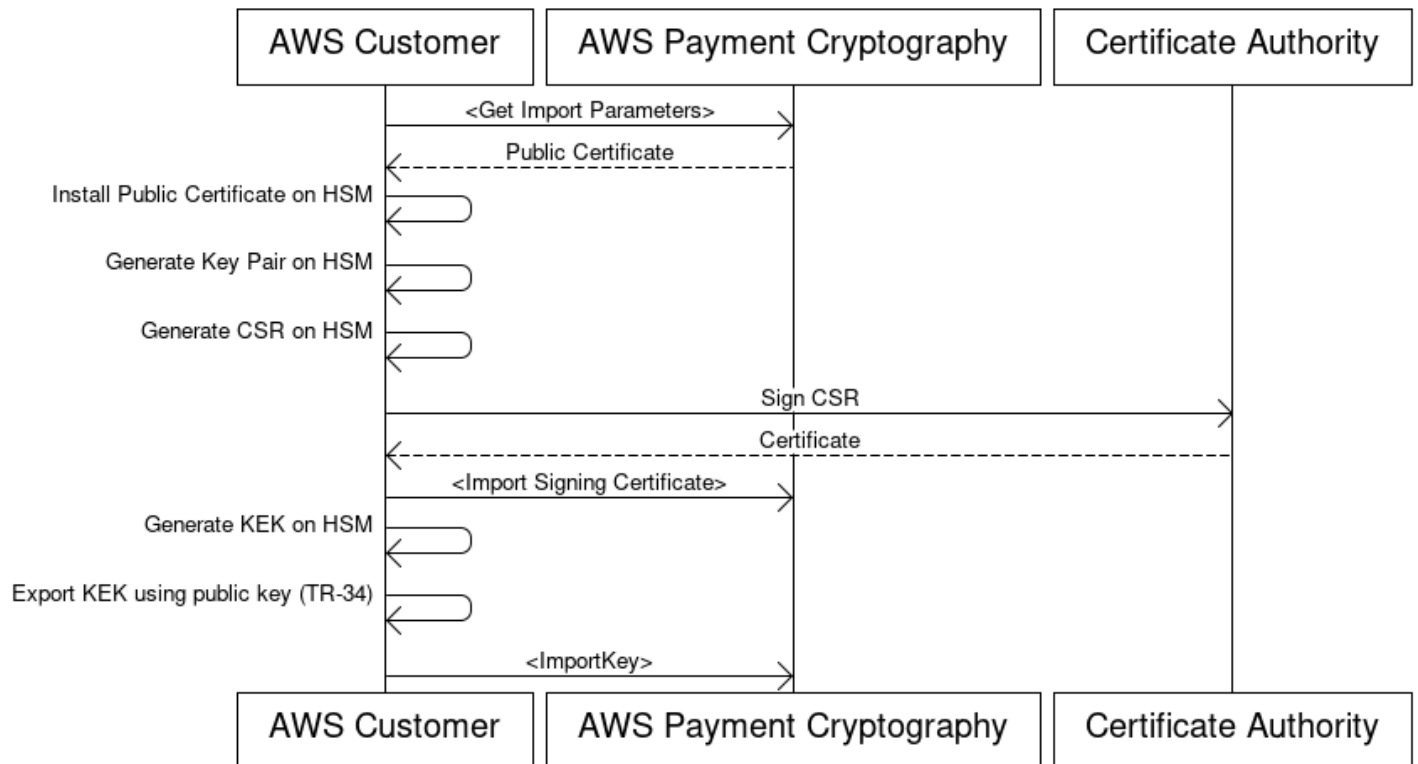 AWS Customer
AWS Payment Cryptography
Certificate Authority
<Get Import Parameters>
Public Certificate
Install Public Certificate on HSM
Generate Key Pair on HSM
Generate CSR on HSM
Sign CSR
Certificate
<Import Signing Certificate>
Generate KEK on HSM
Export KEK using public key (TR-34)
<ImportKey>
AWS Customer
AWS Payment Cryptography
Certificate Authority